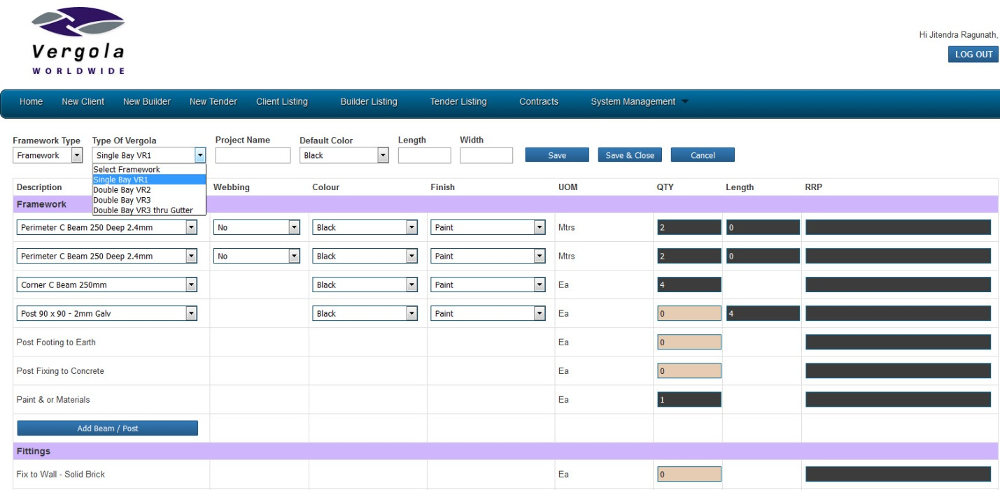 Vergola
WORLDWIDE
Hi Jitendra Ragunath,
LOG OUT
Home New Client New Builder New Tender Client Listing Builder Listing Tender Listing Contracts System Management
Framework Type Type Of Vergola Project Name Default Color Length Width
Framework Single Bay VR1 Black Save Save & Close Cancel
Select Framework
Single Bay VR1
Double Bay VR2
Double Bay VR3
Double Bay VR3 thru Gutter
Description Webbing Colour Finish UOM QTY Length RRP
Framework
Perimeter C Beam 250 Deep 2.4mm No Black Paint Mtrs 2 0
Perimeter C Beam 250 Deep 2.4mm No Black Paint Mtrs 2 0
Corner C Beam 250mm Black Paint Ea 4
Post 90 x 90 - 2mm Galv Black Paint Ea 0 4
Post Footing to Earth Ea 0
Post Fixing to Concrete Ea 0
Paint & or Materials Ea 1
Add Beam / Post
Fittings
Fix to Wall - Solid Brick Ea 0